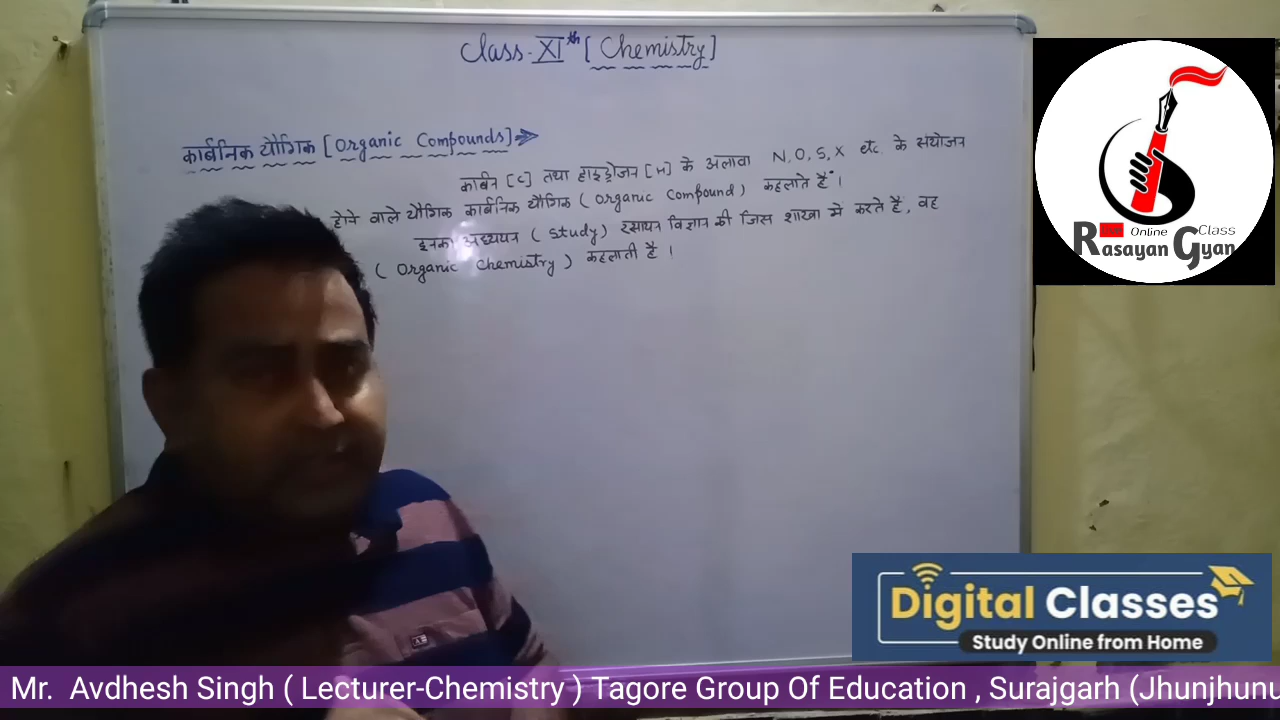 Class-XIth [Chemistry]
कार्बनिक यौगिक [Organic Compounds]→
कार्बन [C] तथा हाइड्रोजन [H] के अलावा N, O, S, X etc. के संयोजन
होने वाले यौगिक कार्बनिक यौगिक (Organic Compound) कहलाते हैं।
इनका अध्ययन (Study) रसायन विज्ञान की जिस शाखा में करते हैं, वह
(Organic Chemistry) कहलाती है।
Live Online Class
Rasayan Gyan
Digital Classes
Study Online from Home
Mr. Avdhesh Singh ( Lecturer-Chemistry ) Tagore Group Of Education , Surajgarh (Jhunjhunu